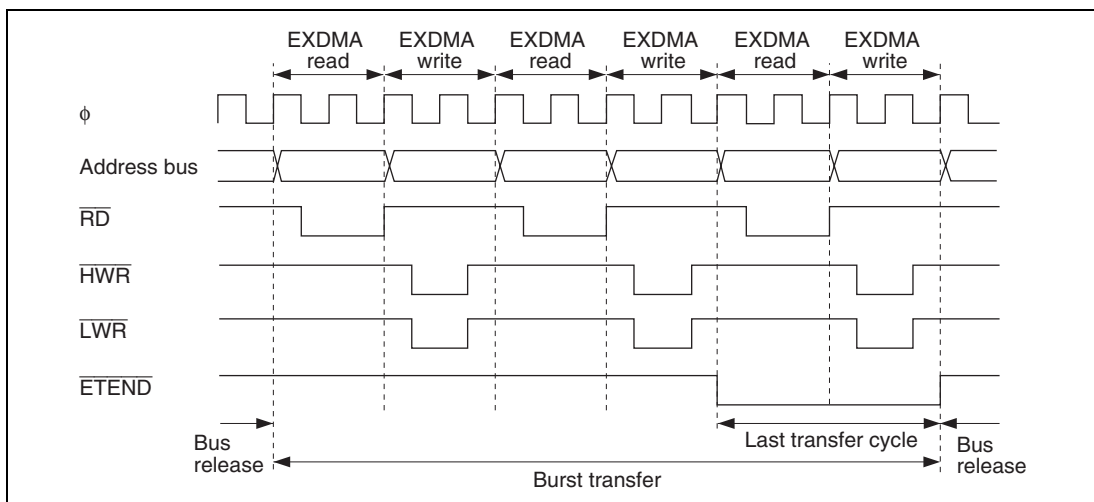 EXDMA EXDMA EXDMA EXDMA EXDMA EXDMA
read write read write read write
ϕ
Address bus
RD
HWR
LWR
ETEND
Bus release
Last transfer cycle
Bus release
Burst transfer